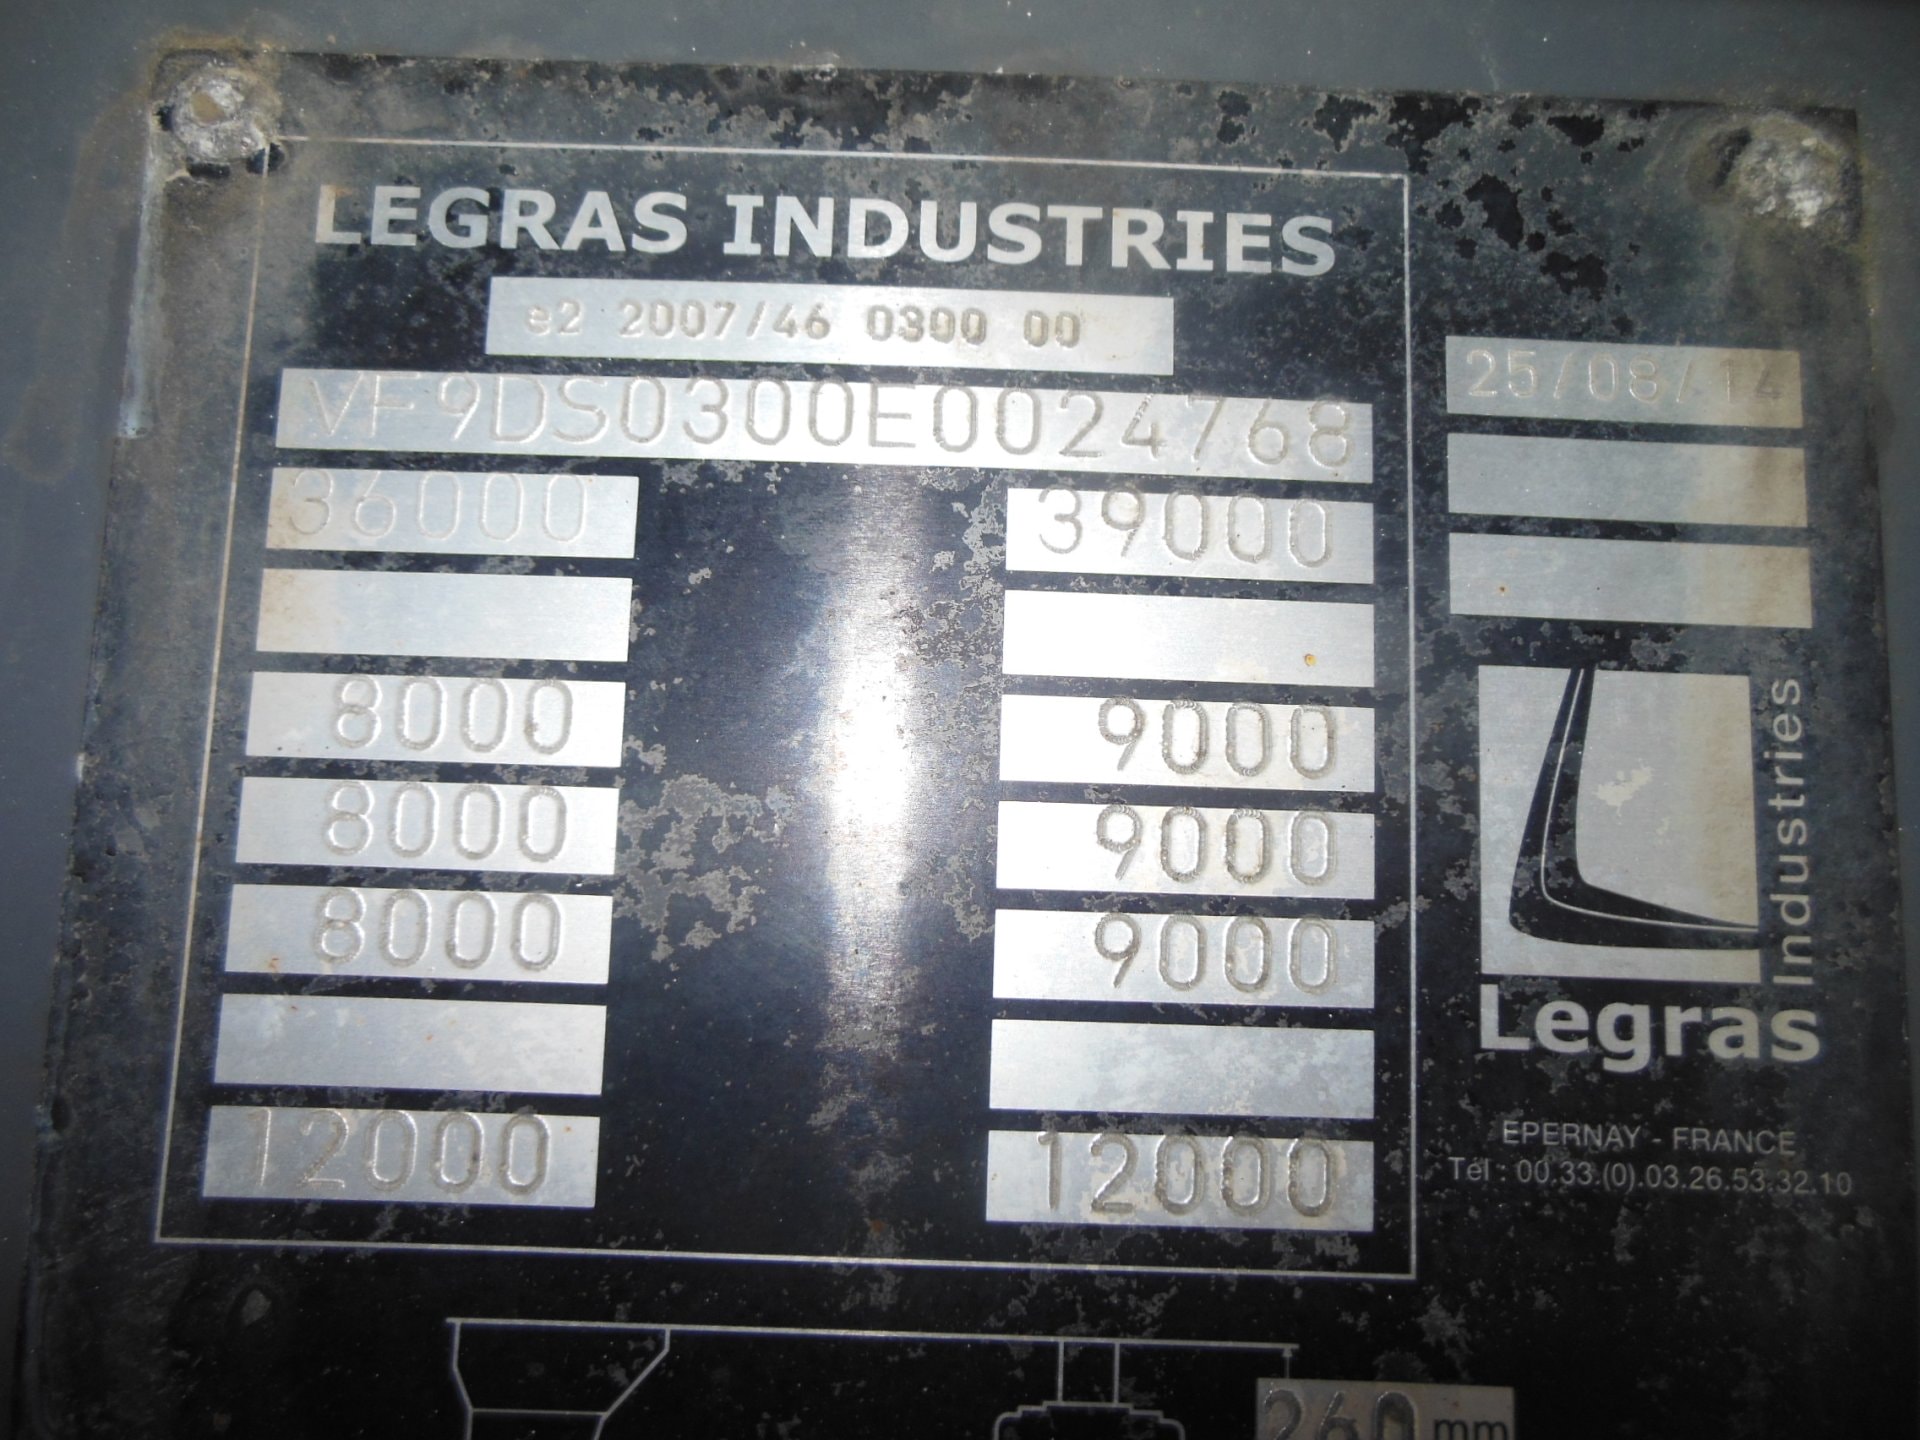 LEGRAS INDUSTRIES
e2 2007/46 0300 00
25/08/14
VF9DS0300E0024768
36000 39000
8000 9000
8000 9000
8000 9000
12000 12000
Industries
Legras
EPERNAY - FRANCE
Tel : 00.33.(0).03.26.53.32.10
260 mm